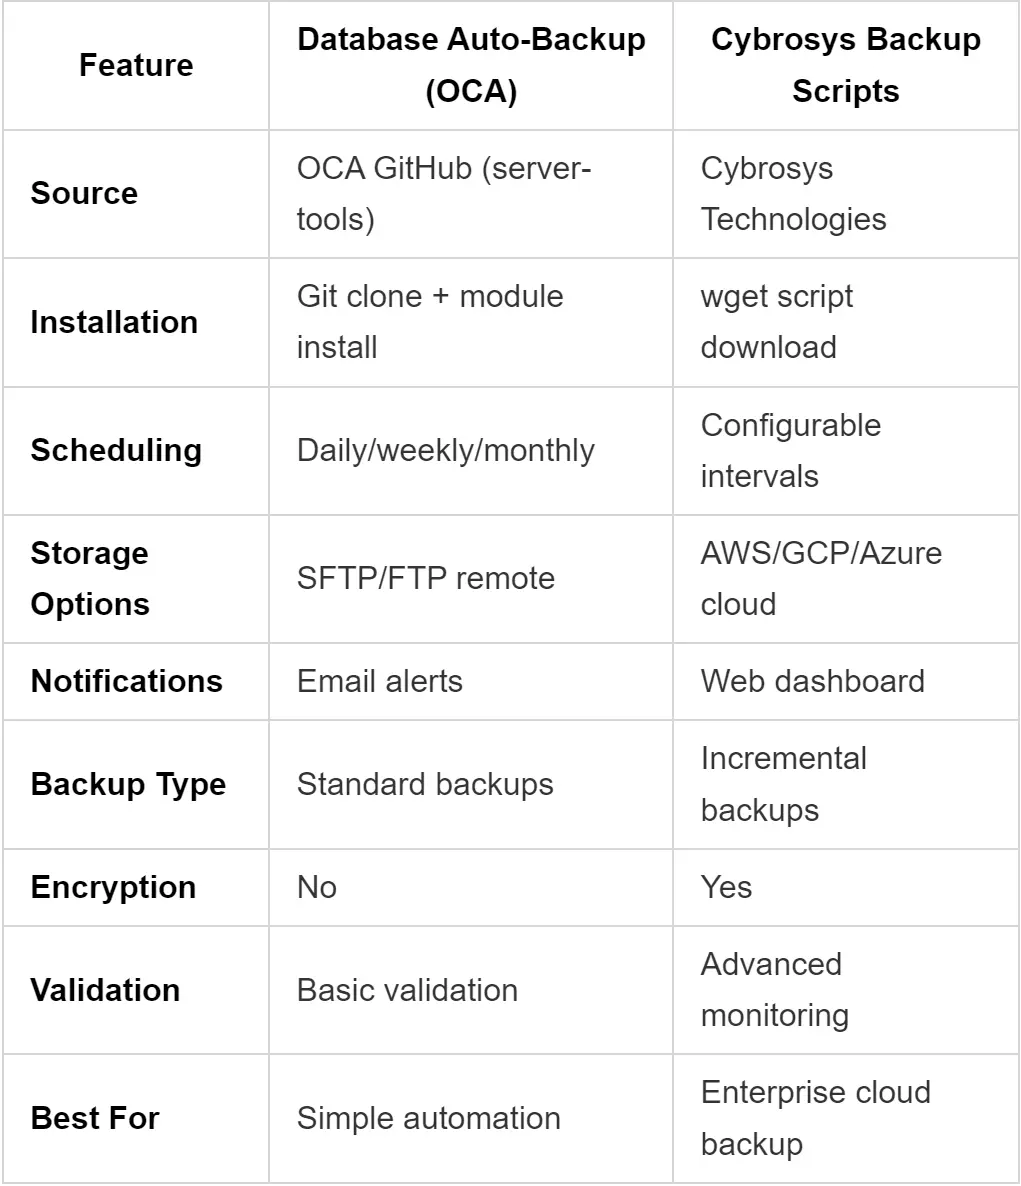 Feature
Database Auto-Backup
(OCA)
Cybrosys Backup
Scripts
Source
OCA GitHub (server-
tools)
Cybrosys
Technologies
Installation
Git clone + module
install
wget script
download
Scheduling
Daily/weekly/monthly
Configurable
intervals
Storage
Options
SFTP/FTP remote
AWS/GCP/Azure
cloud
Notifications
Email alerts
Web dashboard
Backup Type
Standard backups
Incremental
backups
Encryption
No
Yes
Validation
Basic validation
Advanced
monitoring
Best For
Simple automation
Enterprise cloud
backup